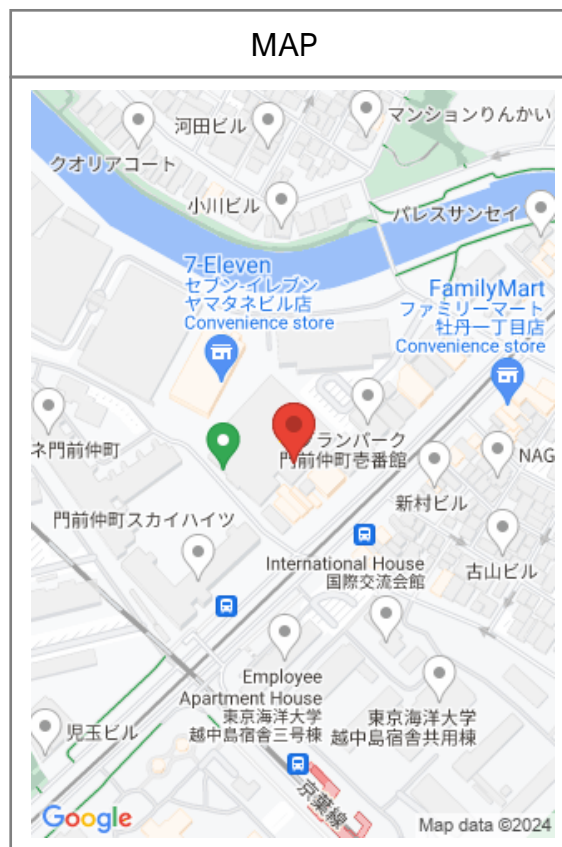 MAP
マンションりんかい
河田ビル
クオリアコート
小川ビル
パレスサンセイ
7-Eleven
セブン-イレブン
ヤマタネビル店
Convenience store
FamilyMart
ファミリーマート
牡丹一丁目店
Convenience store
ネ門前仲町
ランパーク
門前仲町壱番館
NAG
新村ビル
門前仲町スカイハイツ
International House
国際交流会館
古山ビル
Employee
Apartment House
東京海洋大学
越中島宿舎三号棟
東京海洋大学
越中島宿舎共用棟
児玉ビル
京葉線
Google
Map data ©2024